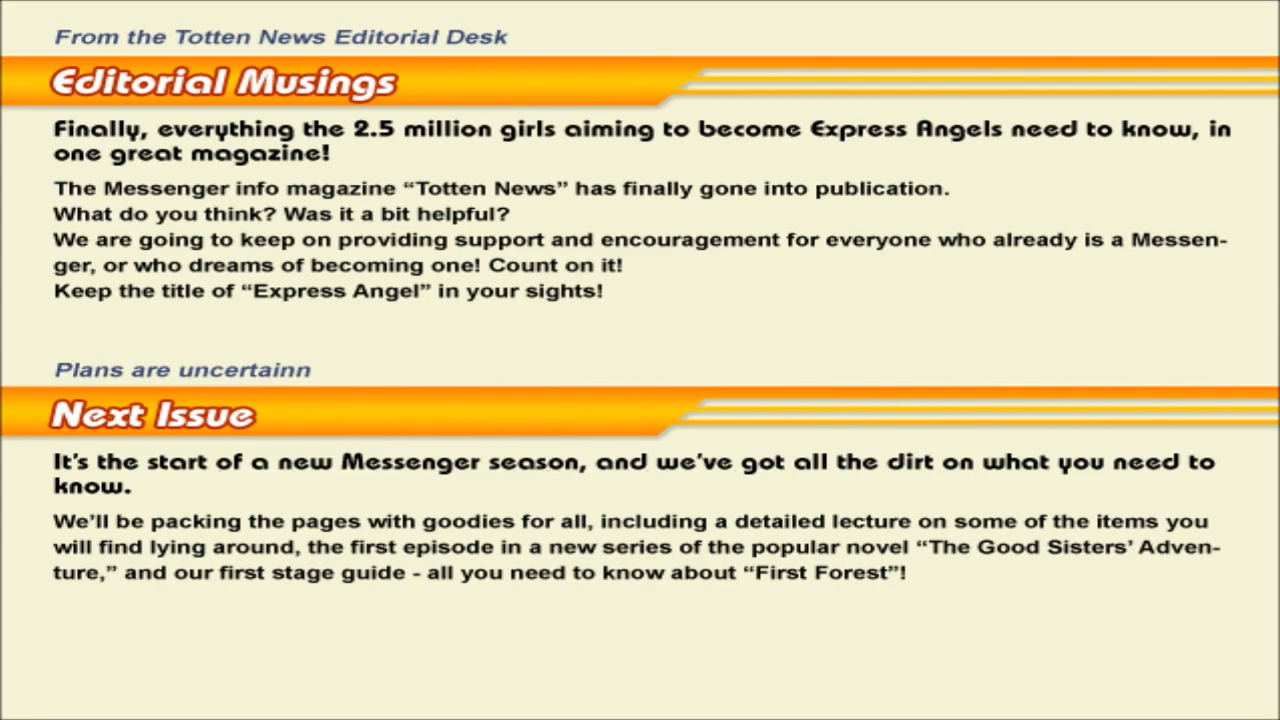 From the Totten News Editorial Desk
Editorial Musings
Finally, everything the 2.5 million girls aiming to become Express Angels need to know, in
one great magazine!
The Messenger info magazine “Totten News” has finally gone into publication.
What do you think? Was it a bit helpful?
We are going to keep on providing support and encouragement for everyone who already is a Messen-
ger, or who dreams of becoming one! Count on it!
Keep the title of “Express Angel” in your sights!
Plans are uncertainn
Next Issue
It’s the start of a new Messenger season, and we’ve got all the dirt on what you need to
know.
We’ll be packing the pages with goodies for all, including a detailed lecture on some of the items you
will find lying around, the first episode in a new series of the popular novel “The Good Sisters’ Adven-
ture,” and our first stage guide - all you need to know about “First Forest”!